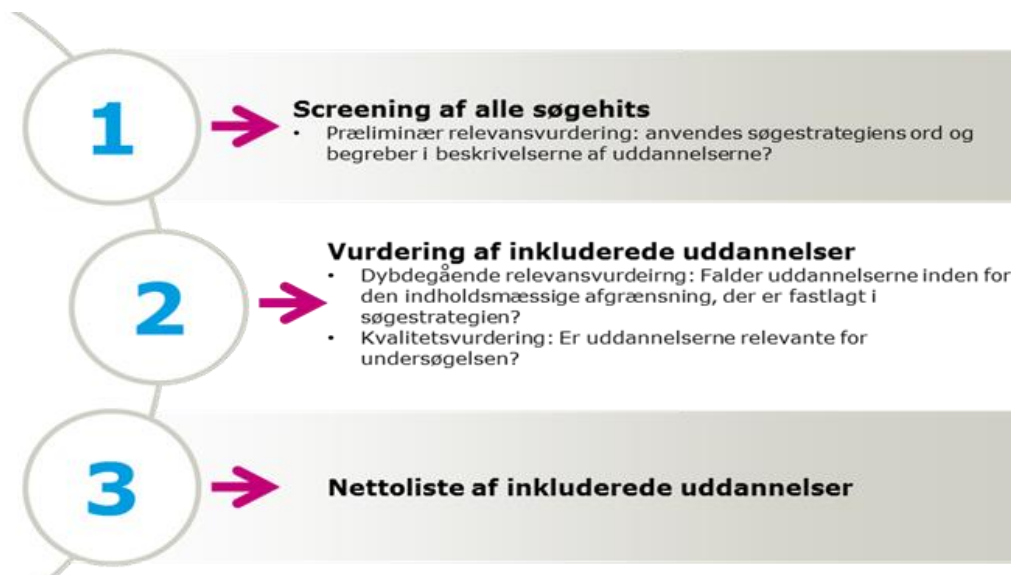 1
Screening af alle søgehits
• Præliminær relevansvurdering: anvendes søgestrategiens ord og
begreber i beskrivelserne af uddannelserne?
2
Vurdering af inkluderede uddannelser
• Dybdegående relevansvurdeirng: Falder uddannelserne inden for
den indholdsmæssige afgrænsning, der er fastlagt i
søgestrategien?
• Kvalitetsvurdering: Er uddannelserne relevante for
undersøgelsen?
3
Nettoliste af inkluderede uddannelser